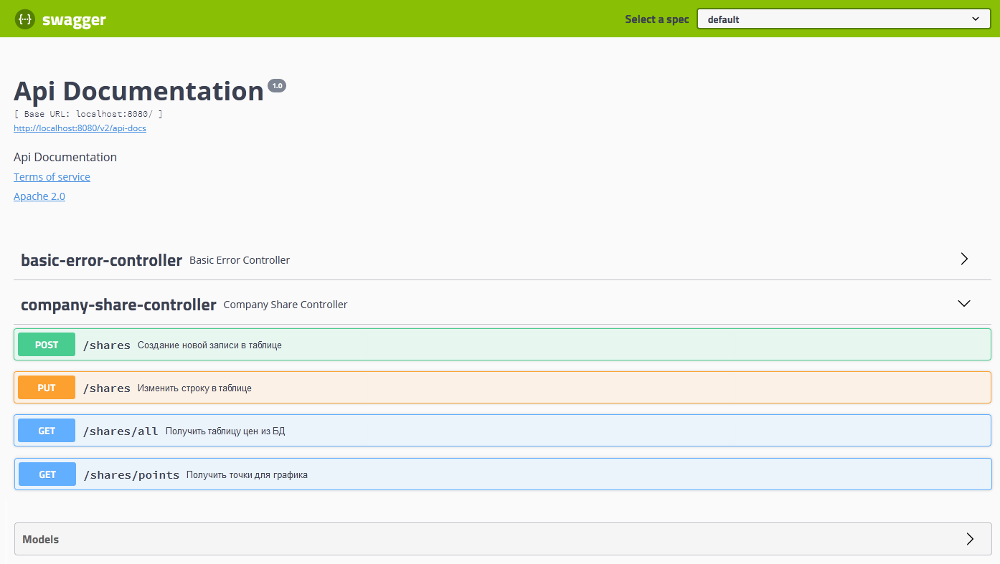 swagger
Select a spec default
Api Documentation 1.0
[ Base URL: localhost:8080/ ]
http://localhost:8080/v2/api-docs
Api Documentation
Terms of service
Apache 2.0
basic-error-controller Basic Error Controller
company-share-controller Company Share Controller
POST /shares Создание новой записи в таблице
PUT /shares Изменить строку в таблице
GET /shares/all Получить таблицу цен из БД
GET /shares/points Получить точки для графика
Models